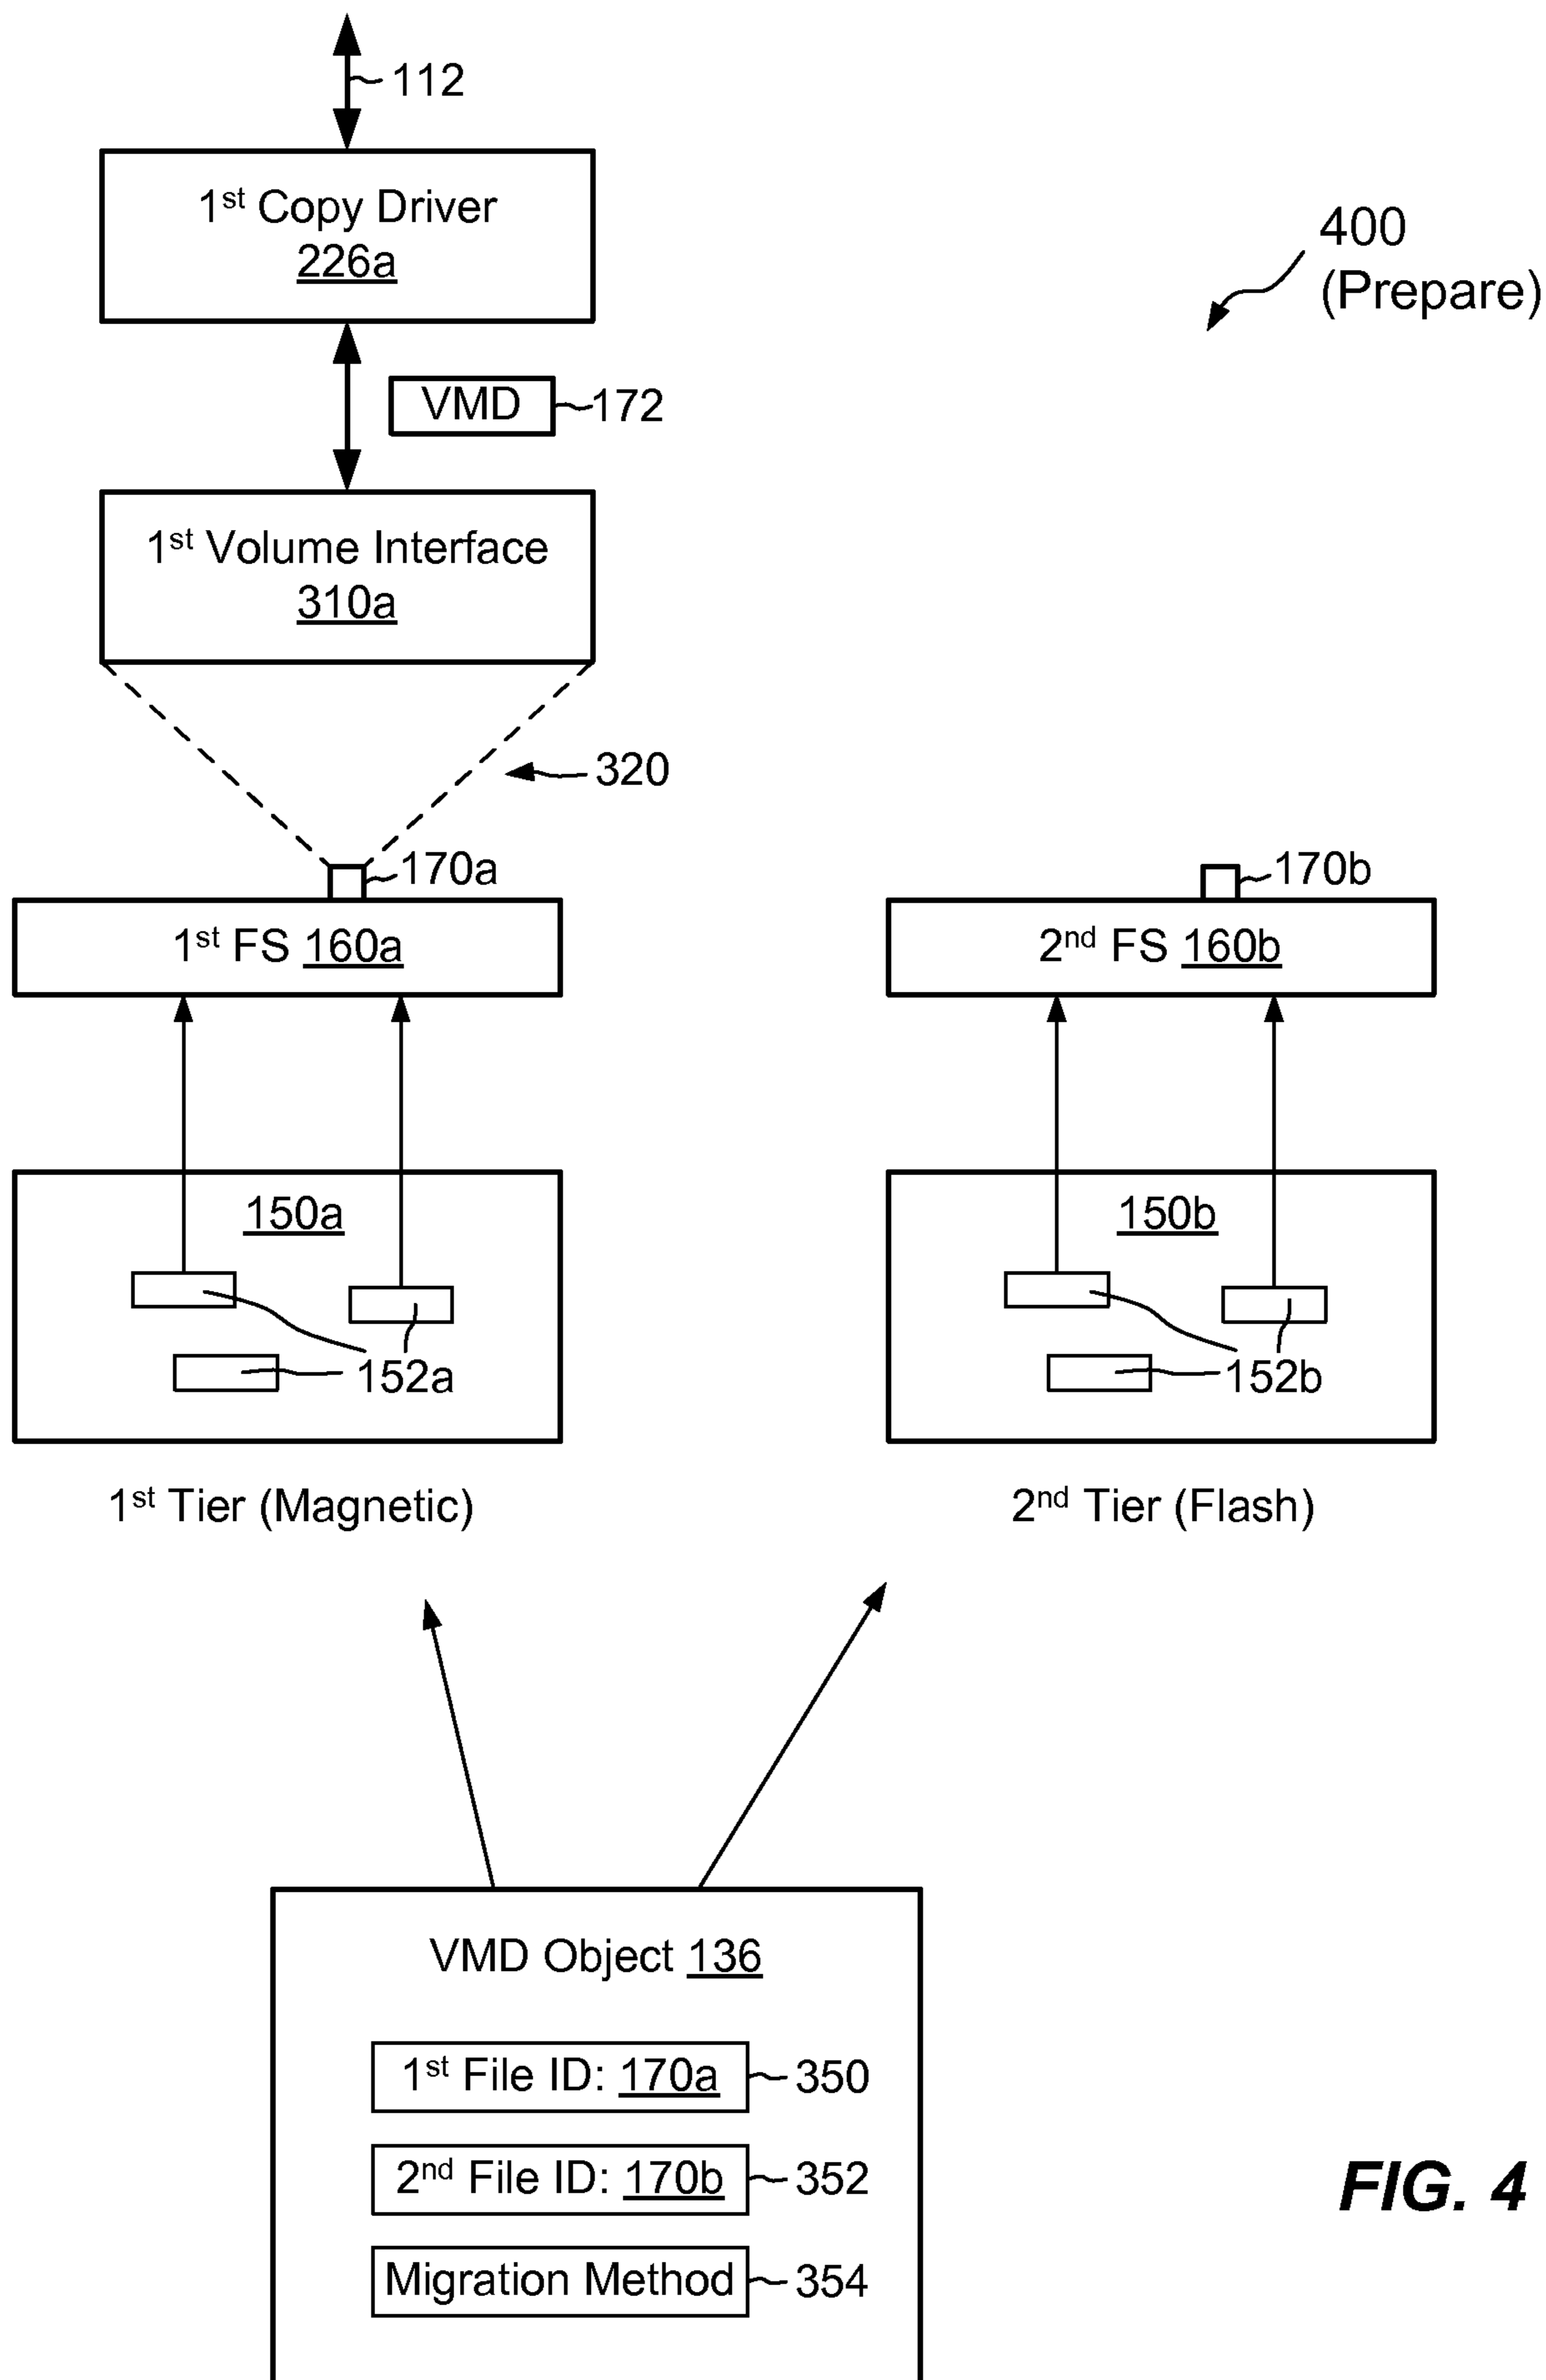 112
1st Copy Driver
226a
400
(Prepare)
VMD
172
1st Volume Interface
310a
320
170a
170b
1st FS 160a
2nd FS 160b
150a
150b
152a
152b
1st Tier (Magnetic)
2nd Tier (Flash)
VMD Object 136
1st File ID: 170a
350
2nd File ID: 170b
352
Migration Method
354
FIG. 4